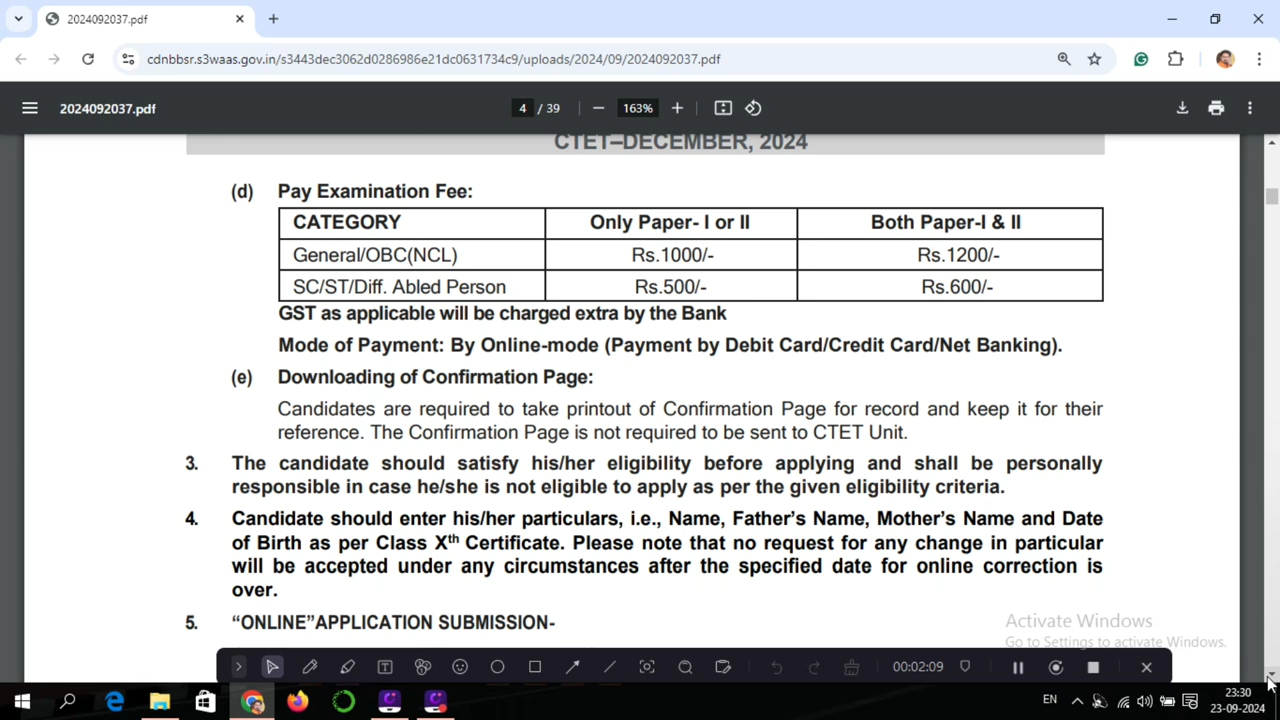 2024092037.pdf
cdnbbsr.s3waas.gov.in/s3443dec3062d0286986e21dc0631734c9/uploads/2024/09/2024092037.pdf
2024092037.pdf
4 / 39
163%
CTET–DECEMBER, 2024
(d) Pay Examination Fee:
CATEGORY Only Paper- I or II Both Paper-I & II
General/OBC(NCL) Rs.1000/- Rs.1200/-
SC/ST/Diff. Abled Person Rs.500/- Rs.600/-
GST as applicable will be charged extra by the Bank
Mode of Payment: By Online-mode (Payment by Debit Card/Credit Card/Net Banking).
(e) Downloading of Confirmation Page:
Candidates are required to take printout of Confirmation Page for record and keep it for their
reference. The Confirmation Page is not required to be sent to CTET Unit.
3. The candidate should satisfy his/her eligibility before applying and shall be personally
responsible in case he/she is not eligible to apply as per the given eligibility criteria.
4. Candidate should enter his/her particulars, i.e., Name, Father’s Name, Mother’s Name and Date
of Birth as per Class Xth Certificate. Please note that no request for any change in particular
will be accepted under any circumstances after the specified date for online correction is
over.
5. “ONLINE”APPLICATION SUBMISSION-
Activate Windows
Go to Settings to activate Windows.
00:02:09
EN
23:30
23-09-2024